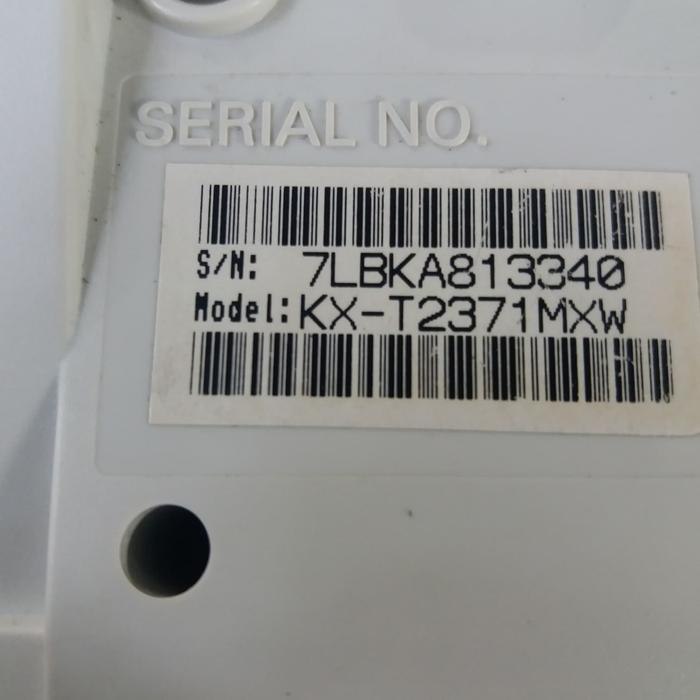 SERIAL NO.
S/N: 7LBKA813340
Model: KX-T2371MXW